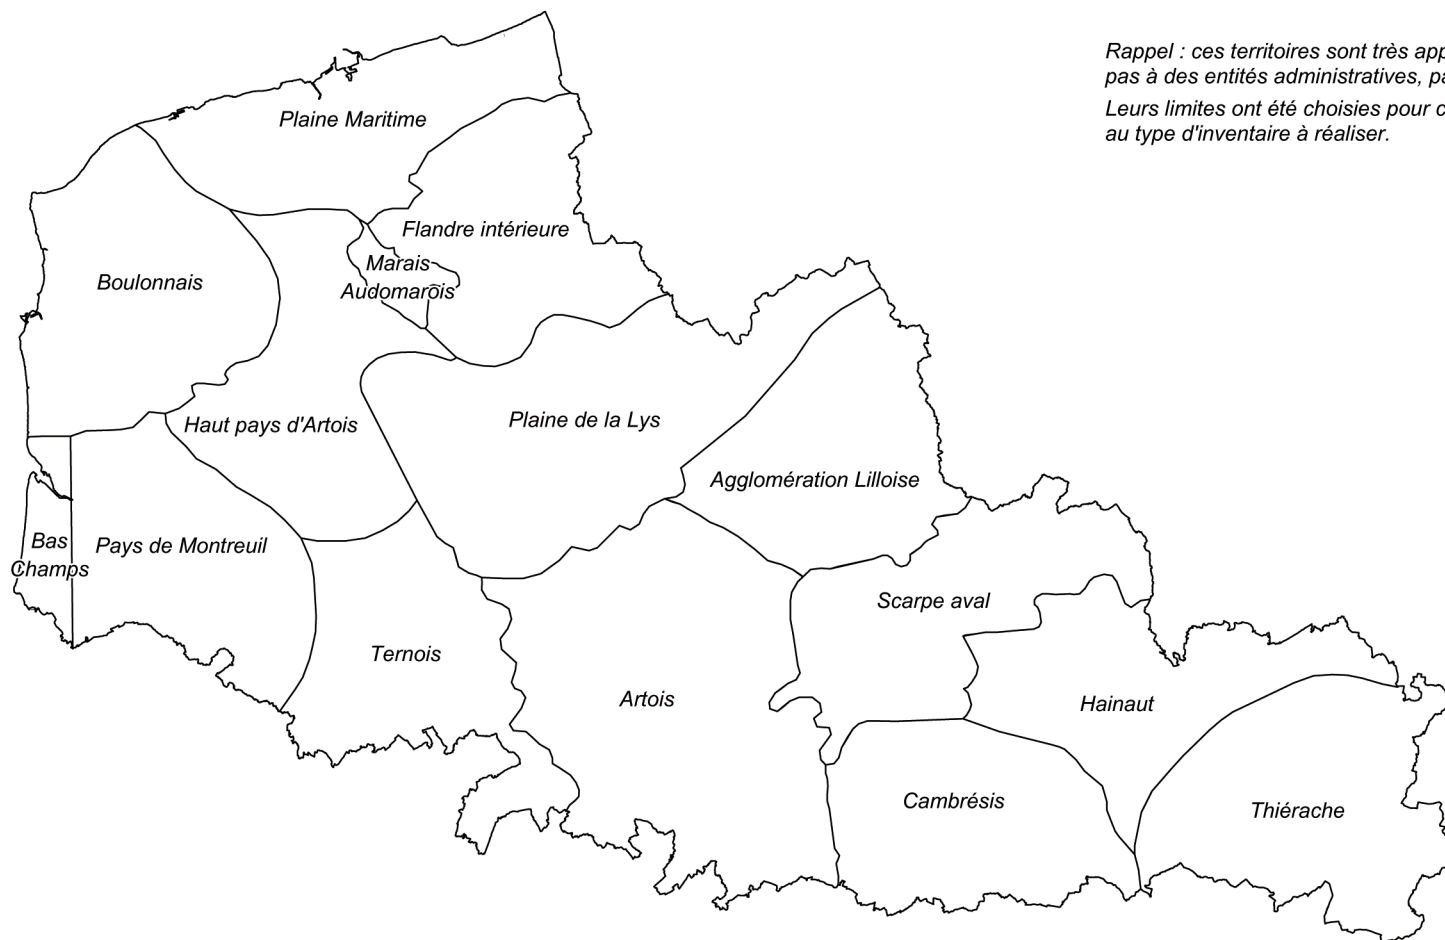 Rappel : ces territoires sont très app
pas à des entités administratives, pa
Leurs limites ont été choisies pour c
au type d'inventaire à réaliser.
Plaine Maritime
Flandre intérieure
Marais
Audomarois
Boulonnais
Haut pays d'Artois
Plaine de la Lys
Agglomération Lilloise
Bas
Champs
Pays de Montreuil
Scarpe aval
Ternois
Artois
Hainaut
Cambrésis
Thiérache